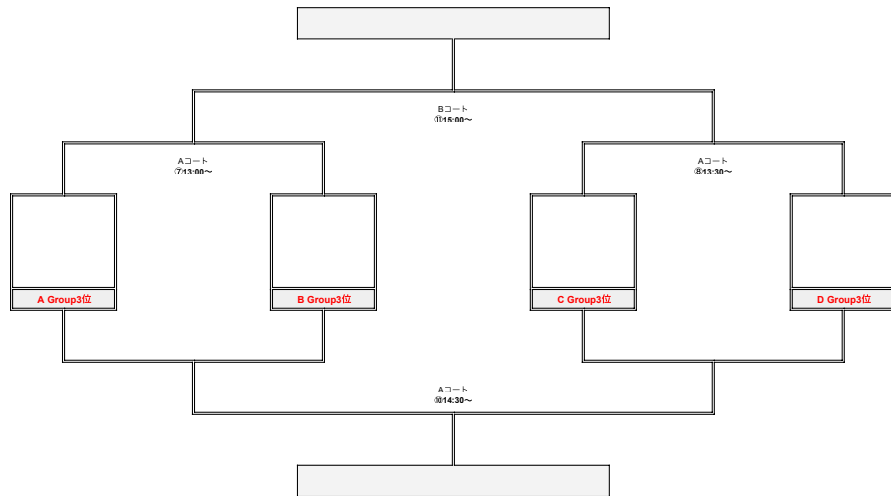 Bコート
⑪15:00～
Aコート
⑦13:00～
Aコート
⑧13:30～
A Group3位
B Group3位
C Group3位
D Group3位
Aコート
⑩14:30～